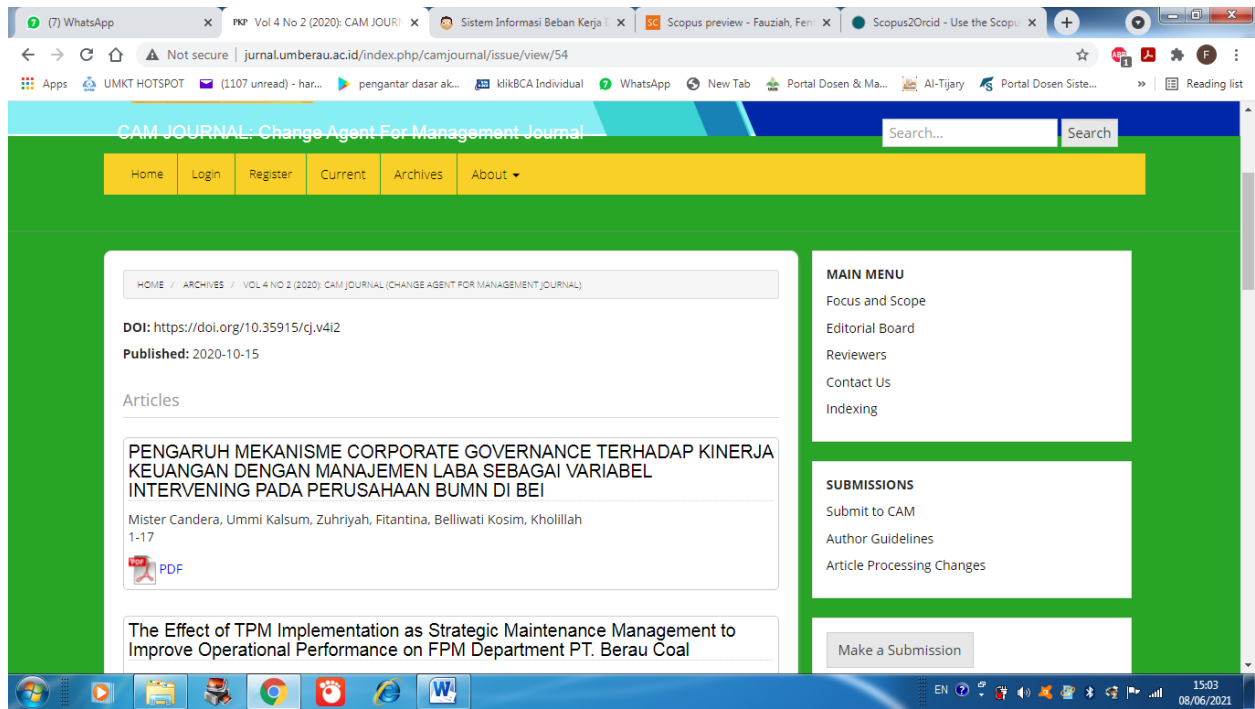 (7) WhatsApp
PKP Vol 4 No 2 (2020): CAM JOUR
Sistem Informasi Beban Kerja
SC Scopus preview - Fauziah, Fen
Scopus2Orcid - Use the Scopu
Not secure | jurnal.umberau.ac.id/index.php/camjournal/issue/view/54
ABP 1
F
Apps
UMKT HOTSPOT
(1107 unread) - har...
pengantar dasar ak...
klikBCA Individual
WhatsApp
New Tab
Portal Dosen & Ma...
Al-Tijary
Portal Dosen Siste...
»
Reading list
CAM JOURNAL: Change Agent For Management Journal
Search...
Search
Home
Login
Register
Current
Archives
About
HOME / ARCHIVES / VOL 4 NO 2 (2020): CAM JOURNAL (CHANGE AGENT FOR MANAGEMENT JOURNAL)
DOI: https://doi.org/10.35915/cj.v4i2
Published: 2020-10-15
Articles
PENGARUH MEKANISME CORPORATE GOVERNANCE TERHADAP KINERJA
KEUANGAN DENGAN MANAJEMEN LABA SEBAGAI VARIABEL
INTERVENING PADA PERUSAHAAN BUMN DI BEI
Mister Candera, Ummi Kalsum, Zuhriyah, Fitantina, Belliwati Kosim, Kholillah
1-17
PDF
The Effect of TPM Implementation as Strategic Maintenance Management to
Improve Operational Performance on FPM Department PT. Berau Coal
MAIN MENU
Focus and Scope
Editorial Board
Reviewers
Contact Us
Indexing
SUBMISSIONS
Submit to CAM
Author Guidelines
Article Processing Changes
Make a Submission
EN
15:03
08/06/2021